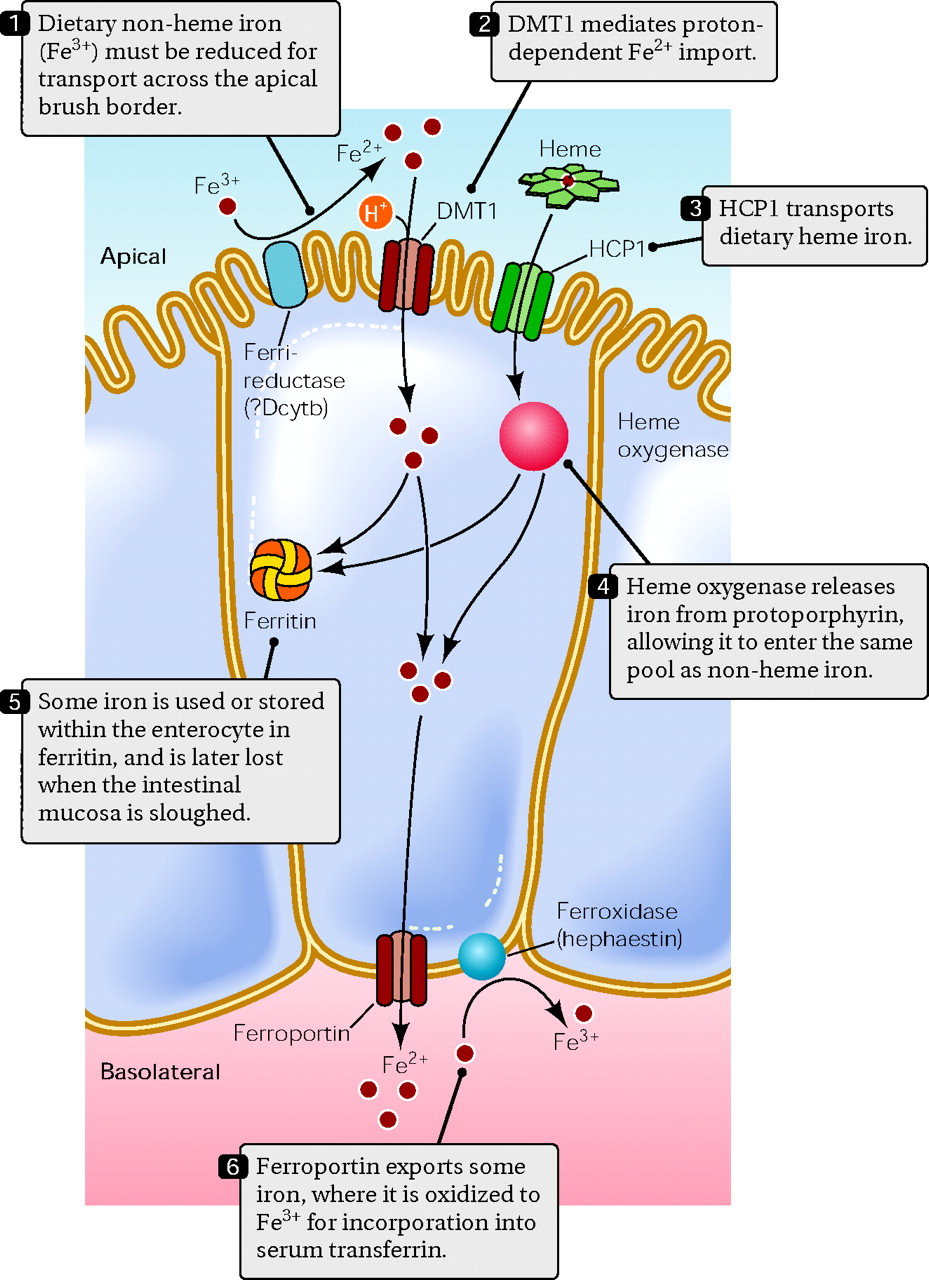 1 Dietary non-heme iron
(Fe3+) must be reduced for
transport across the apical
brush border.
2 DMT1 mediates proton-
dependent Fe2+ import.
Fe2+
Heme
Fe3+
H+
DMT1
3 HCP1 transports
dietary heme iron.
Apical
HCP1
Ferri-
reductase
(?Dcytb)
Heme
oxygenase
4 Heme oxygenase releases
iron from protoporphyrin,
allowing it to enter the same
pool as non-heme iron.
Ferritin
5 Some iron is used or stored
within the enterocyte in
ferritin, and is later lost
when the intestinal
mucosa is sloughed.
Ferroxidase
(hephaestin)
Ferroportin
Fe3+
Fe2+
Basolateral
6 Ferroportin exports some
iron, where it is oxidized to
Fe3+ for incorporation into
serum transferrin.